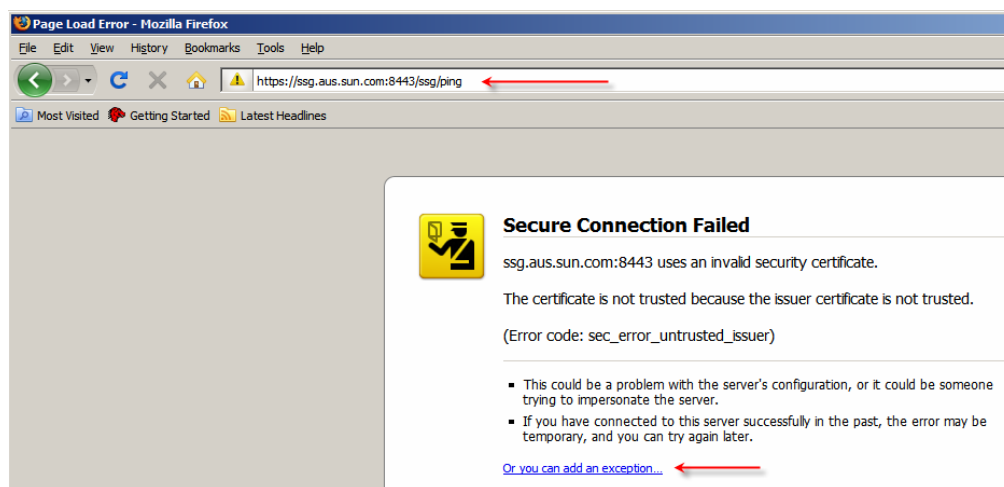 Page Load Error - Mozilla Firefox
File Edit View History Bookmarks Tools Help
https://ssg.aus.sun.com:8443/ssg/ping
Most Visited Getting Started Latest Headlines
Secure Connection Failed
ssg.aus.sun.com:8443 uses an invalid security certificate.
The certificate is not trusted because the issuer certificate is not trusted.
(Error code: sec_error_untrusted_issuer)
▪ This could be a problem with the server's configuration, or it could be someone
trying to impersonate the server.
▪ If you have connected to this server successfully in the past, the error may be
temporary, and you can try again later.
Or you can add an exception...